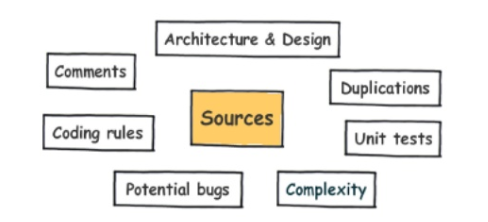 Architecture & Design
Comments
Duplications
Sources
Coding rules
Unit tests
Potential bugs
Complexity